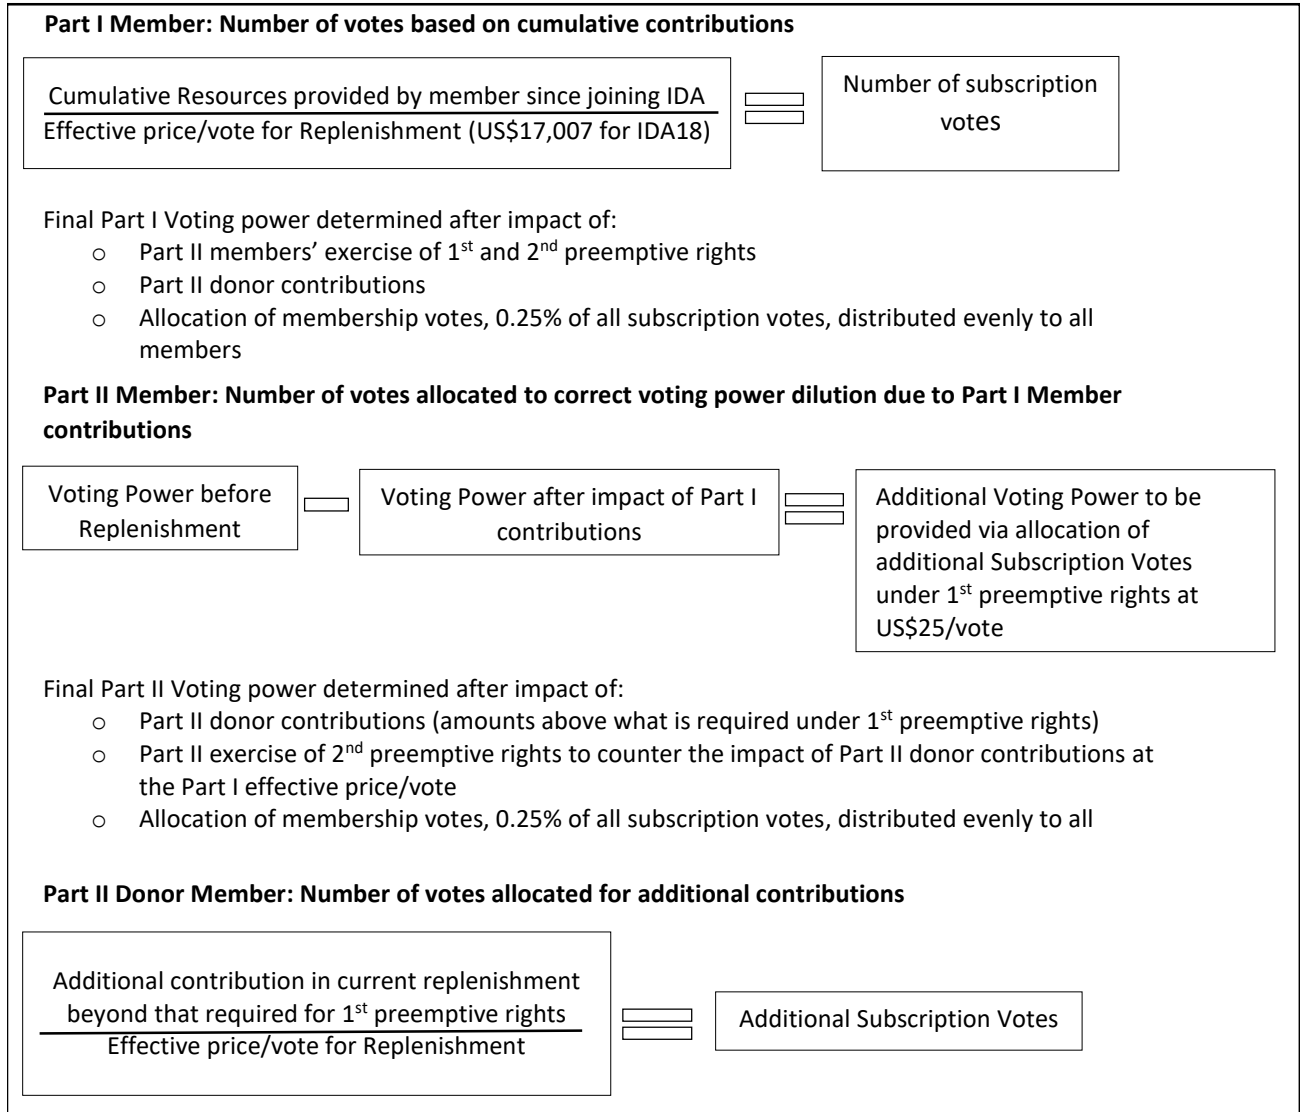 Part I Member: Number of votes based on cumulative contributions
Cumulative Resources provided by member since joining IDA
Effective price/vote for Replenishment (US$17,007 for IDA18)
Number of subscription
votes
Final Part I Voting power determined after impact of:
o Part II members’ exercise of 1st and 2nd preemptive rights
o Part II donor contributions
o Allocation of membership votes, 0.25% of all subscription votes, distributed evenly to all
members
Part II Member: Number of votes allocated to correct voting power dilution due to Part I Member
contributions
Voting Power before
Replenishment
Voting Power after impact of Part I
contributions
Additional Voting Power to be
provided via allocation of
additional Subscription Votes
under 1st preemptive rights at
US$25/vote
Final Part II Voting power determined after impact of:
o Part II donor contributions (amounts above what is required under 1st preemptive rights)
o Part II exercise of 2nd preemptive rights to counter the impact of Part II donor contributions at
the Part I effective price/vote
o Allocation of membership votes, 0.25% of all subscription votes, distributed evenly to all
Part II Donor Member: Number of votes allocated for additional contributions
Additional contribution in current replenishment
beyond that required for 1st preemptive rights
Effective price/vote for Replenishment
Additional Subscription Votes